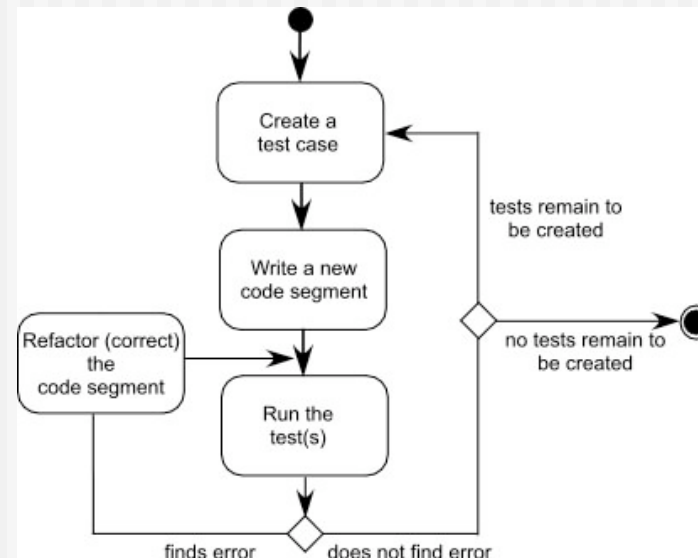 Create a
test case
Write a new
code segment
Refactor (correct)
the
code segment
Run the
test(s)
tests remain to
be created
no tests remain to
be created
finds error
does not find error